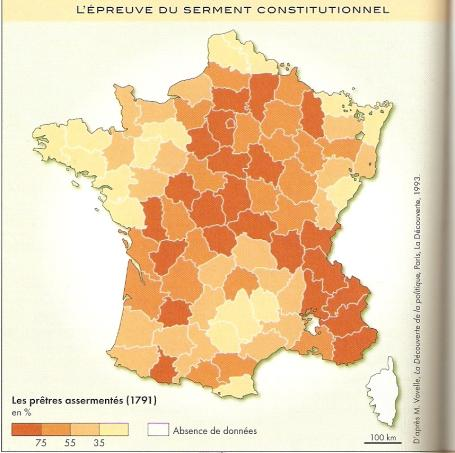 L'ÉPREUVE DU SERMENT CONSTITUTIONNEL
Les prêtres assermentés (1791)
en %
75 55 35
Absence de données
100 km
D'après M. Vovelle, La Découverte de la politique, Paris, La Découverte, 1993.